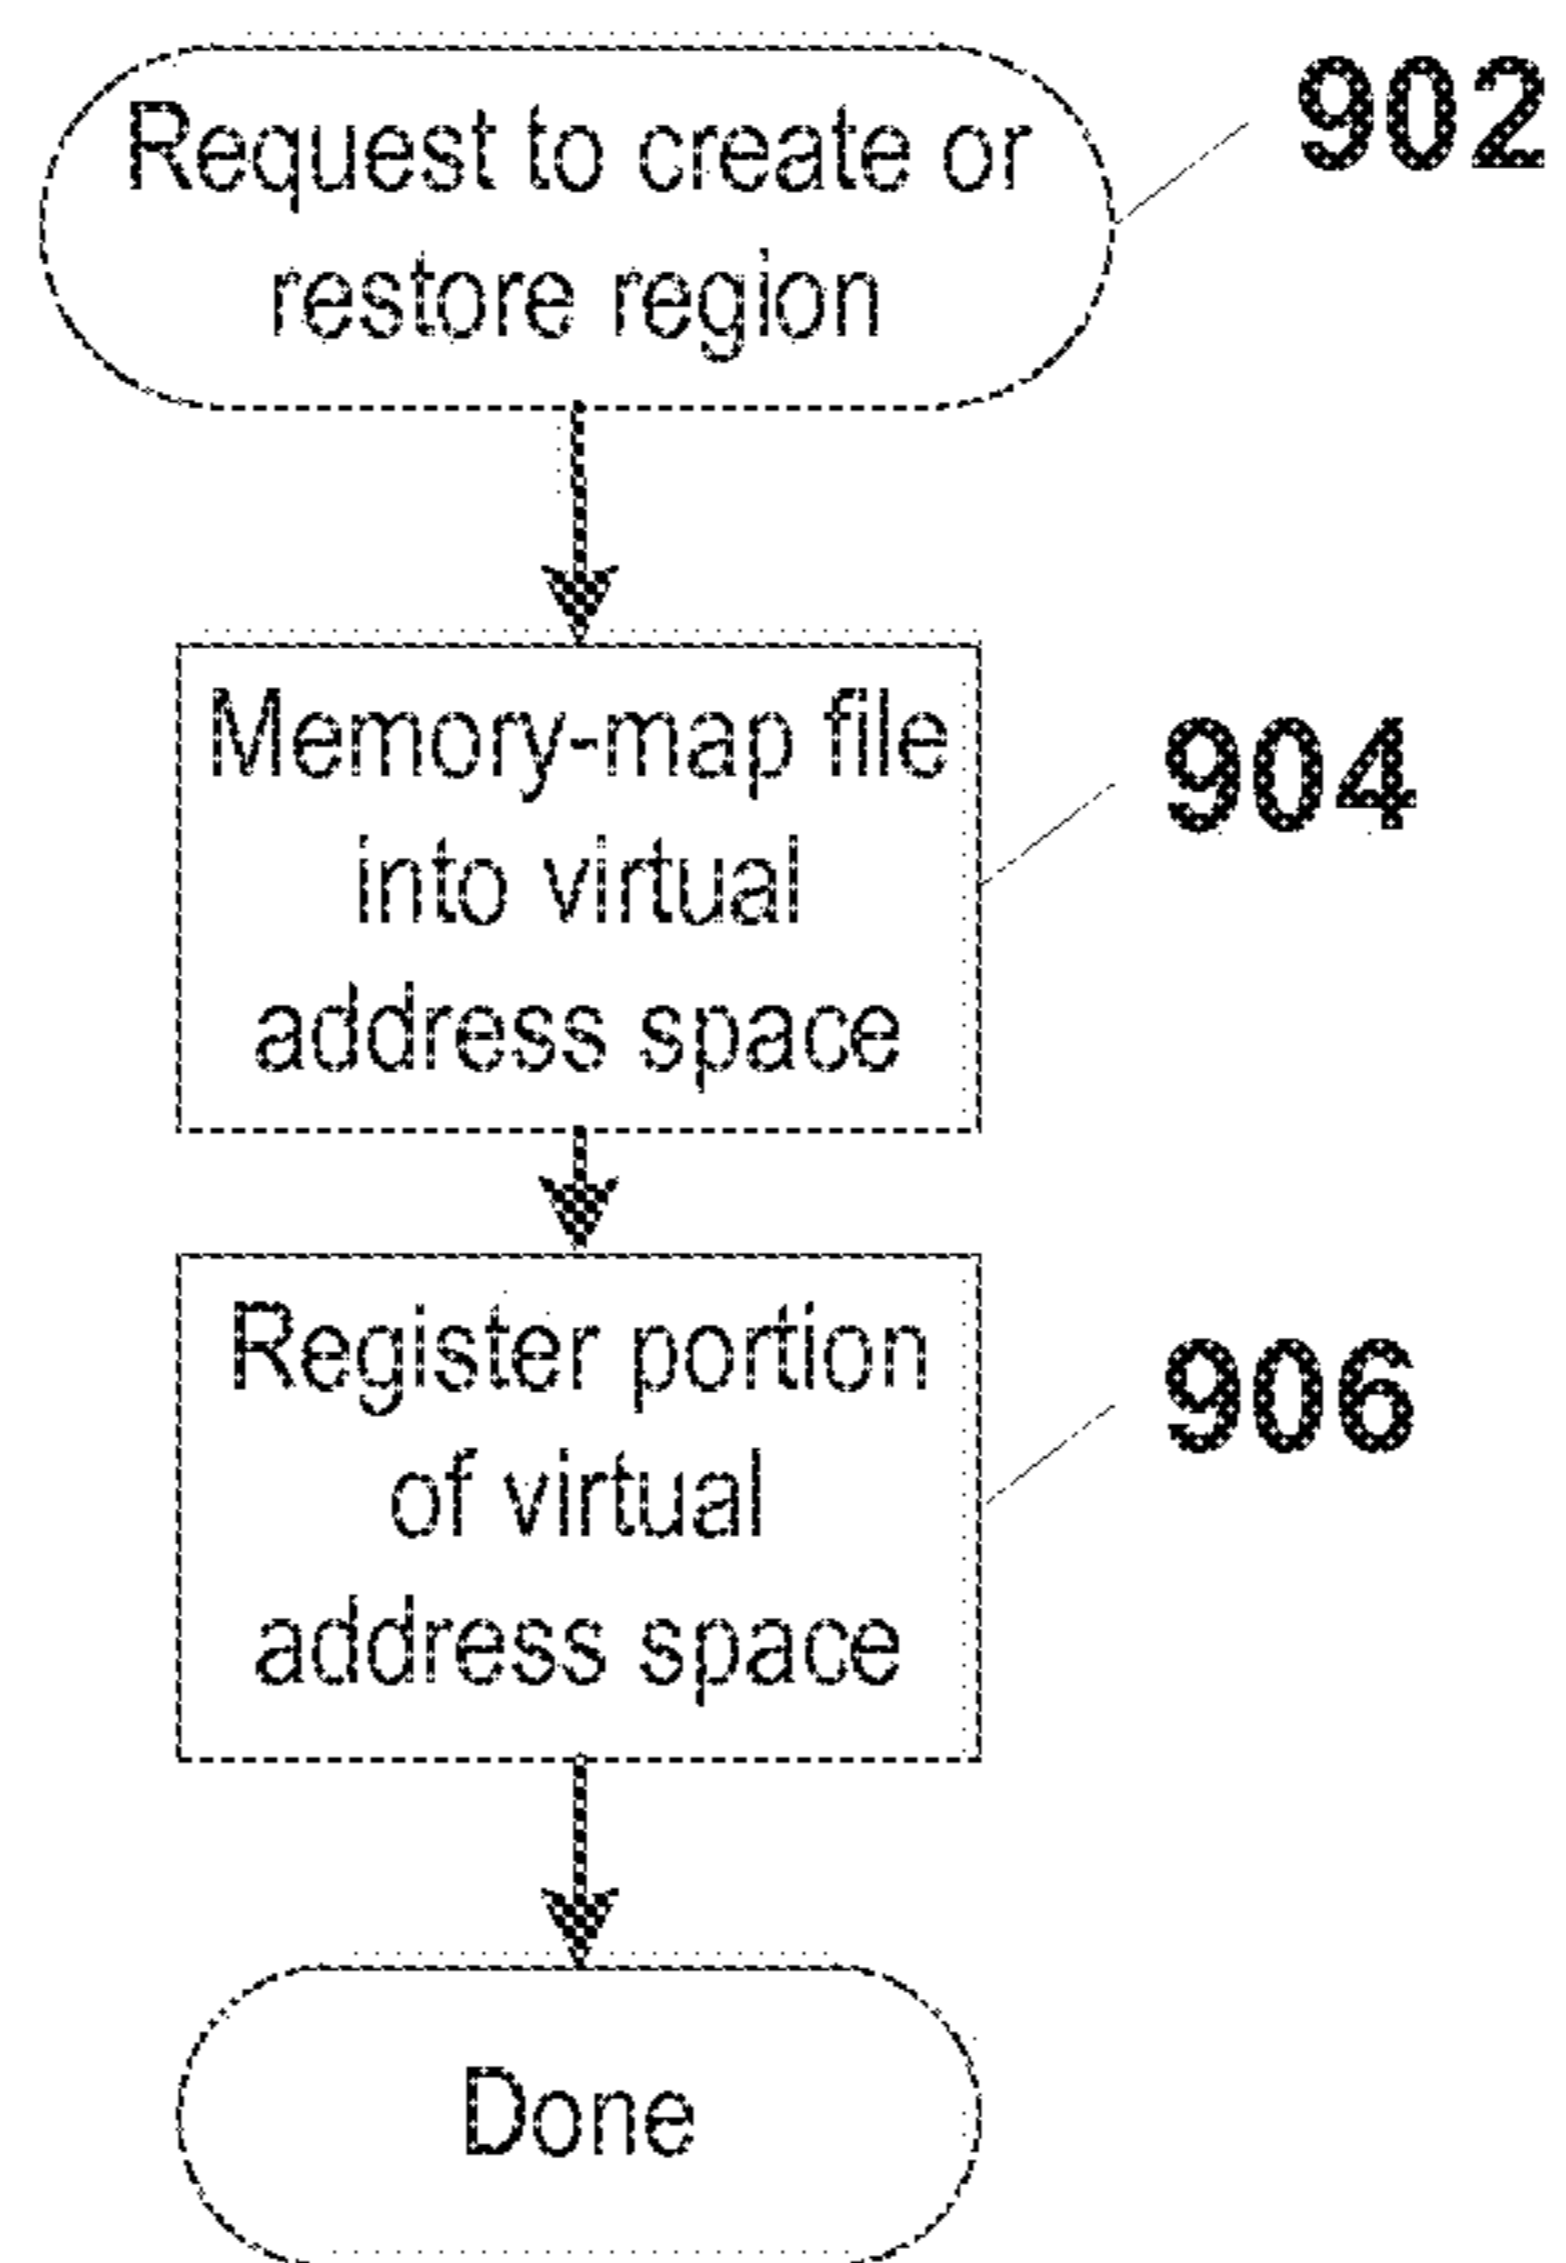 Request to create or
restore region
902
Memory-map file
into virtual
address space
904
Register portion
of virtual
address space
906
Done